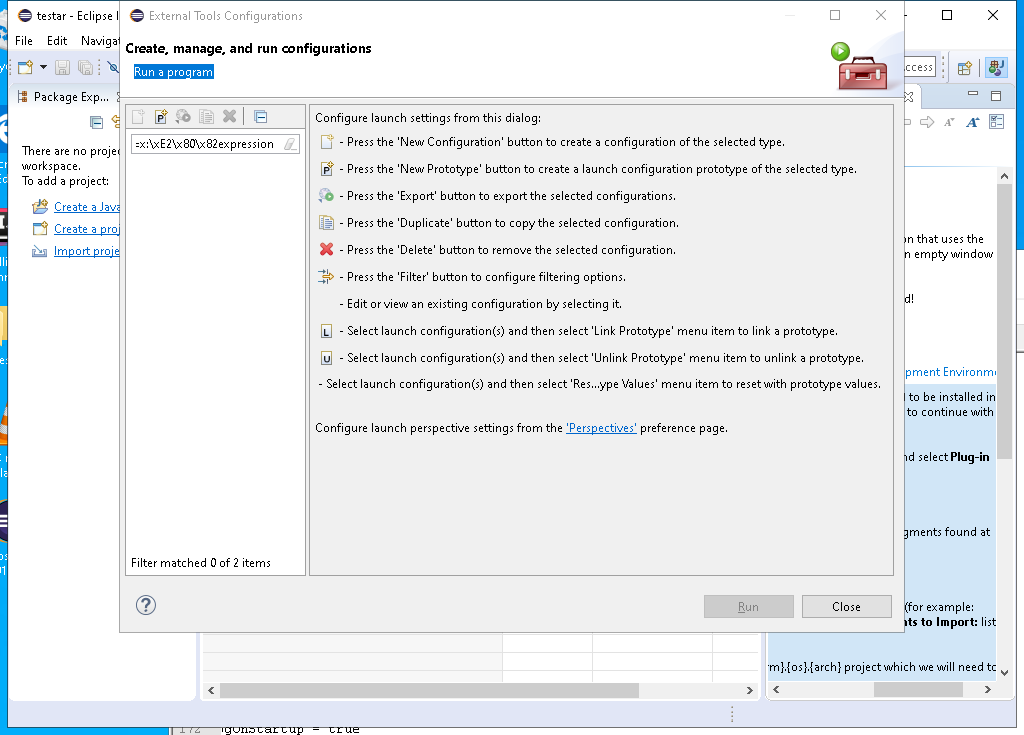 testar - Eclipse I
External Tools Configurations
File Edit Navigat
Create, manage, and run configurations
Run a program
ccess
Package Exp...
=x:\xE2\x80\x82expression
There are no projec
workspace.
To add a project:
Create a Java
Create a proj
Import proje
Configure launch settings from this dialog:
- Press the 'New Configuration' button to create a configuration of the selected type.
- Press the 'New Prototype' button to create a launch configuration prototype of the selected type.
- Press the 'Export' button to export the selected configurations.
- Press the 'Duplicate' button to copy the selected configuration.
- Press the 'Delete' button to remove the selected configuration.
- Press the 'Filter' button to configure filtering options.
- Edit or view an existing configuration by selecting it.
L - Select launch configuration(s) and then select 'Link Prototype' menu item to link a prototype.
U - Select launch configuration(s) and then select 'Unlink Prototype' menu item to unlink a prototype.
- Select launch configuration(s) and then select 'Res...ype Values' menu item to reset with prototype values.
Configure launch perspective settings from the 'Perspectives' preference page.
Filter matched 0 of 2 items
Run
Close
on that uses the
n empty window
d!
pment Environme
to be installed in
to continue with
nd select Plug-in
gments found at
(for example:
nts to Import: list
rm}.{os}.{arch} project which we will need to
172 gOnStartup = true